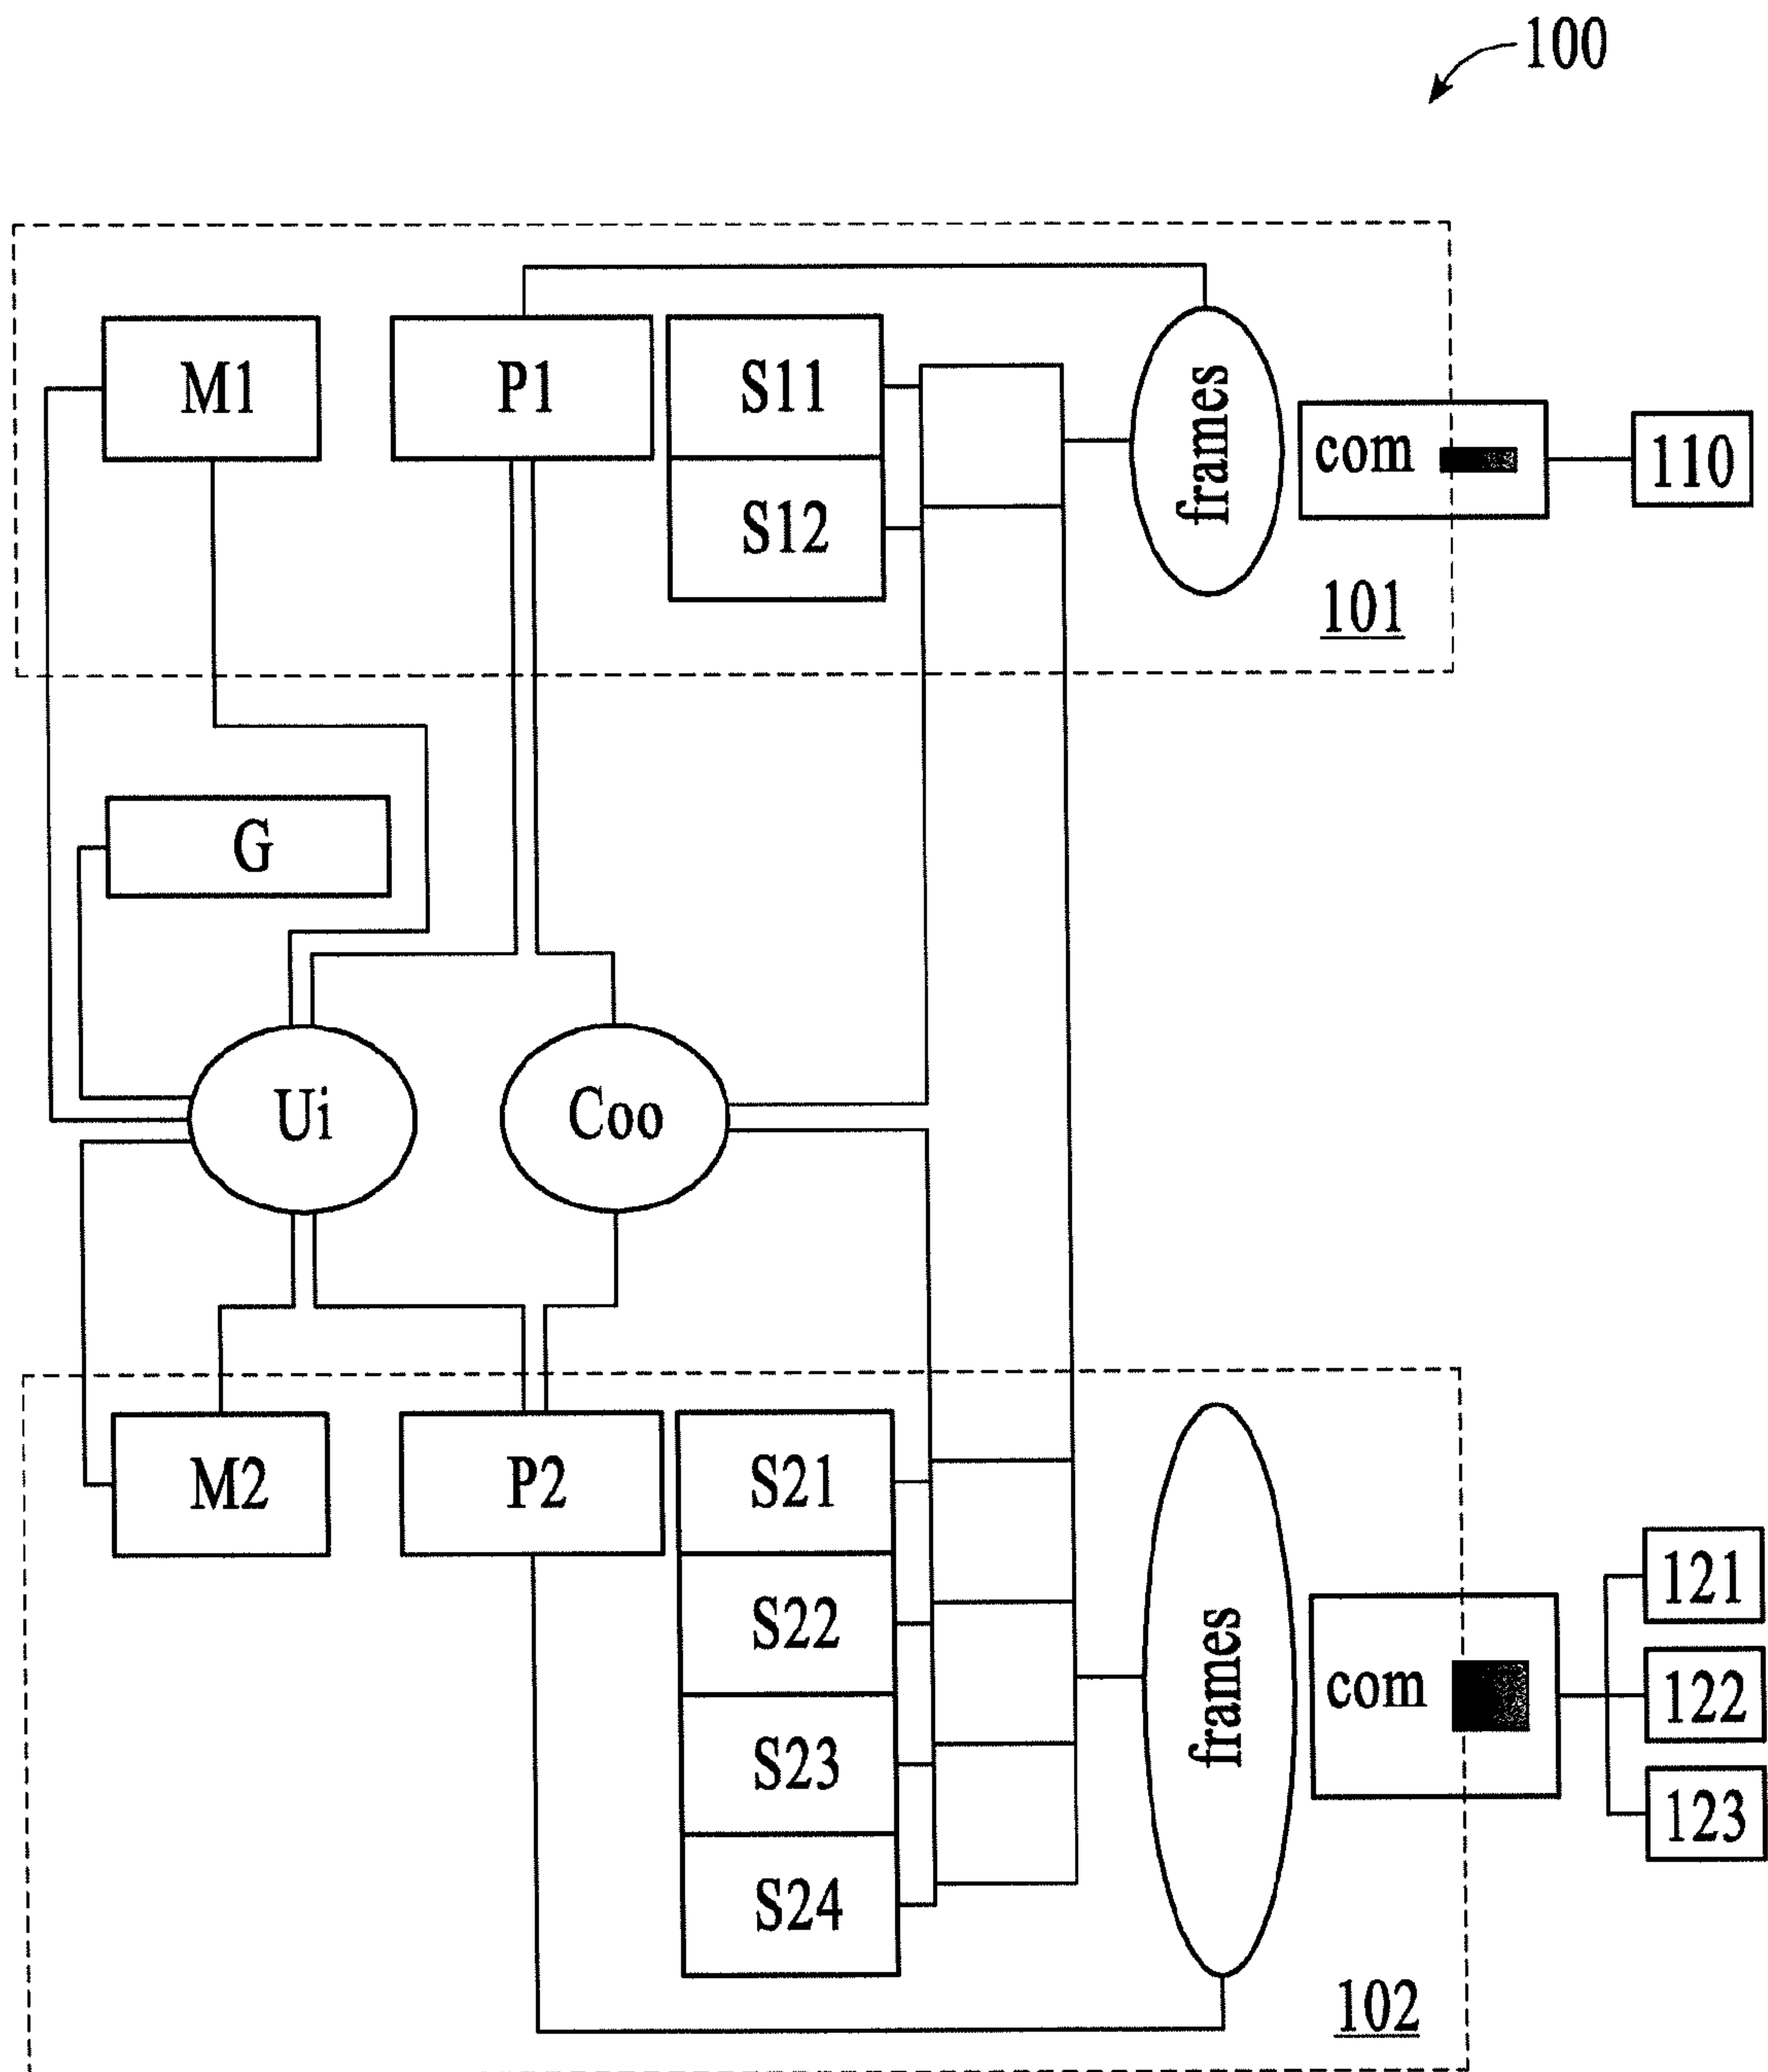 100
M1
P1
S11
S12
frames
com
110
101
G
Ui
Coo
M2
P2
S21
S22
S23
S24
frames
com
121
122
123
102